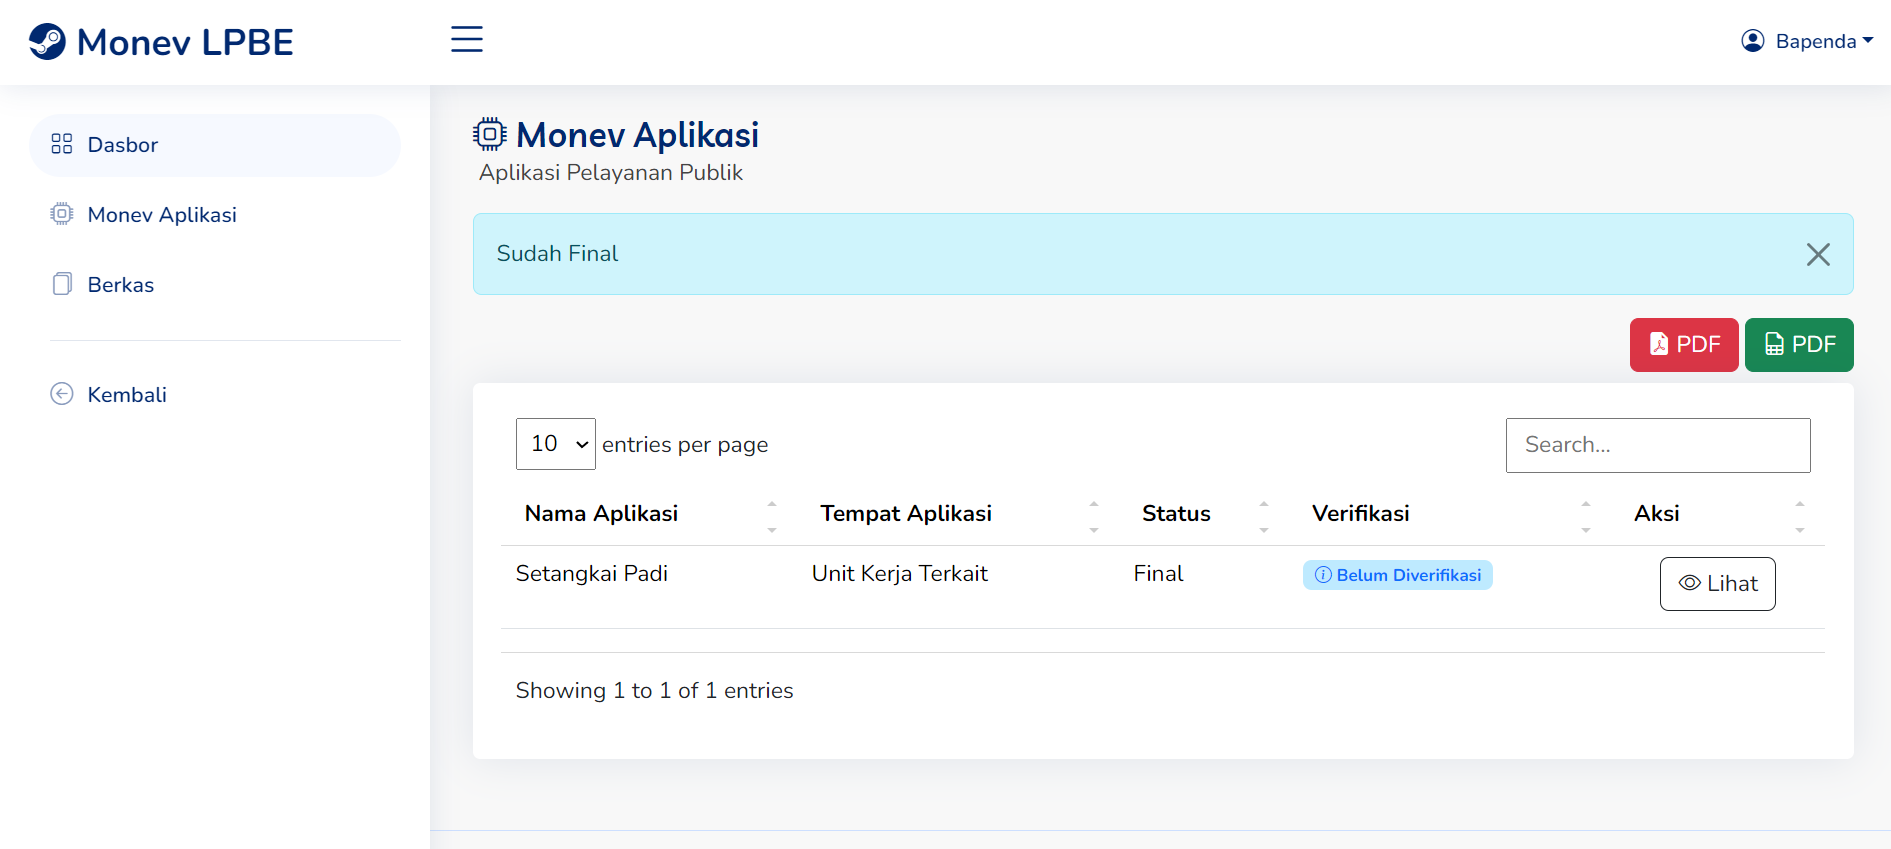 Monev LPBE
Bapenda
Dasbor
Monev Aplikasi
Berkas
Kembali
Monev Aplikasi
Aplikasi Pelayanan Publik
Sudah Final
PDF PDF
10 entries per page
Search...
Nama Aplikasi Tempat Aplikasi Status Verifikasi Aksi
Setangkai Padi Unit Kerja Terkait Final Belum Diverifikasi Lihat
Showing 1 to 1 of 1 entries